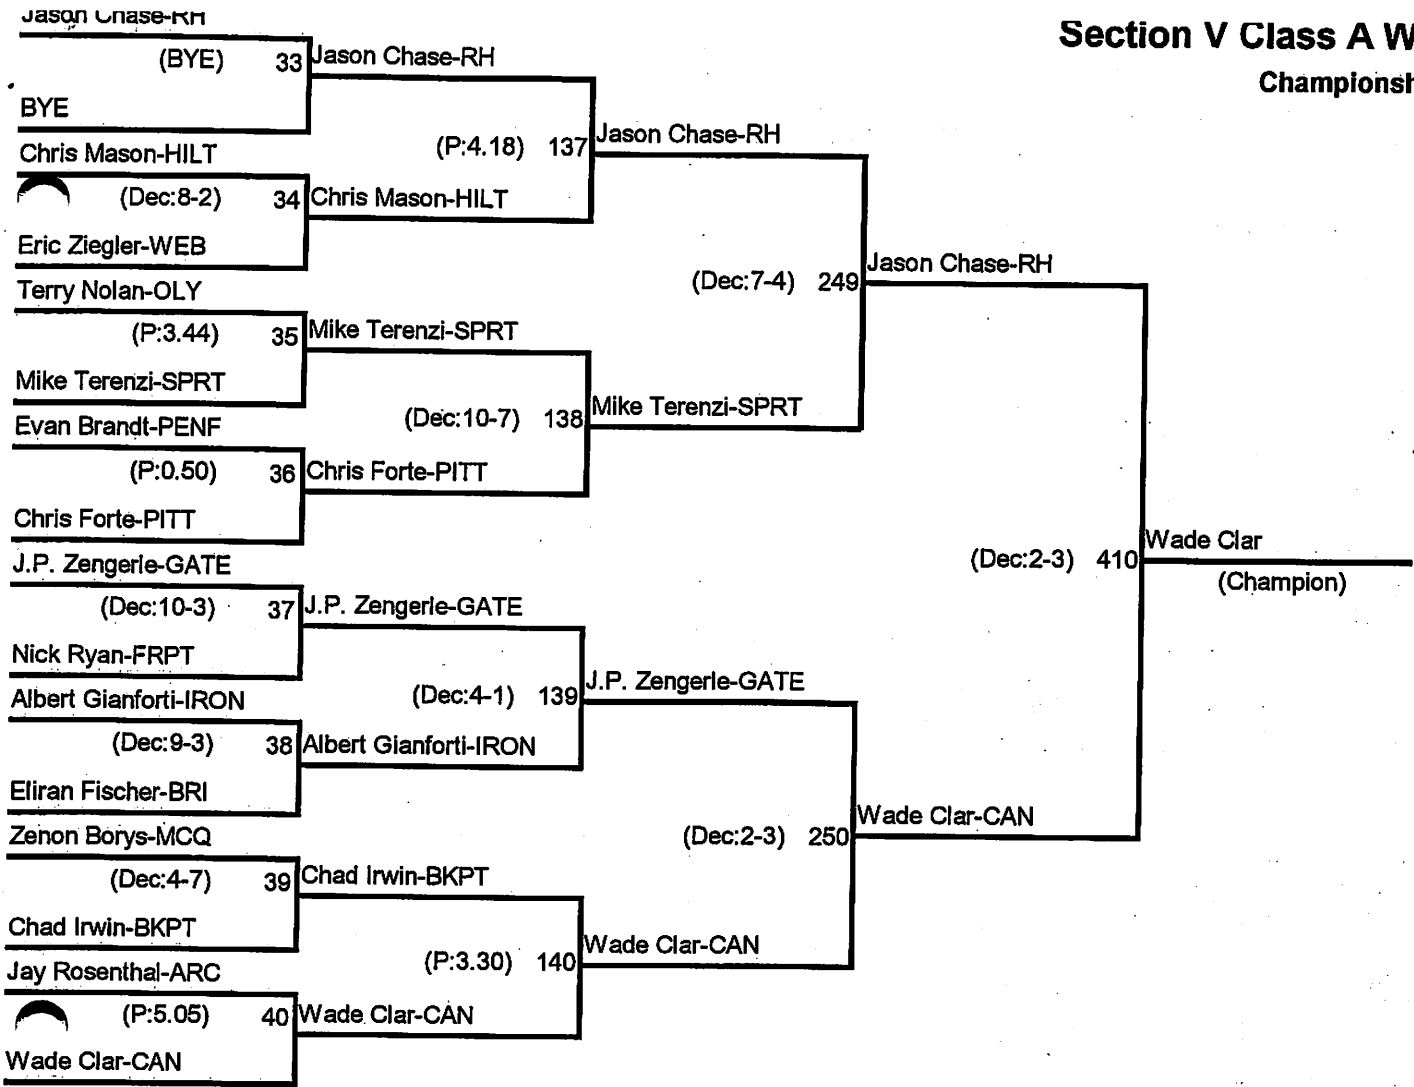 Jason Chase-RH
Section V Class A W
(BYE) 33 Jason Chase-RH
Championsh
BYE
Chris Mason-HILT
(P:4.18) 137 Jason Chase-RH
(Dec:8-2) 34 Chris Mason-HILT
Eric Ziegler-WEB
Terry Nolan-OLY
(Dec:7-4) 249 Jason Chase-RH
(P:3.44) 35 Mike Terenzi-SPRT
Mike Terenzi-SPRT
Evan Brandt-PENF
(Dec:10-7) 138 Mike Terenzi-SPRT
(P:0.50) 36 Chris Forte-PITT
Chris Forte-PITT
J.P. Zengerle-GATE
(Dec:2-3) 410 Wade Clar
(Champion)
(Dec:10-3) 37 J.P. Zengerle-GATE
Nick Ryan-FRPT
Albert Gianforti-IRON
(Dec:4-1) 139 J.P. Zengerle-GATE
(Dec:9-3) 38 Albert Gianforti-IRON
Eliran Fischer-BRI
Zenon Borys-MCQ
(Dec:2-3) 250 Wade Clar-CAN
(Dec:4-7) 39 Chad Irwin-BKPT
Chad Irwin-BKPT
Jay Rosenthal-ARC
(P:3.30) 140 Wade Clar-CAN
(P:5.05) 40 Wade Clar-CAN
Wade Clar-CAN